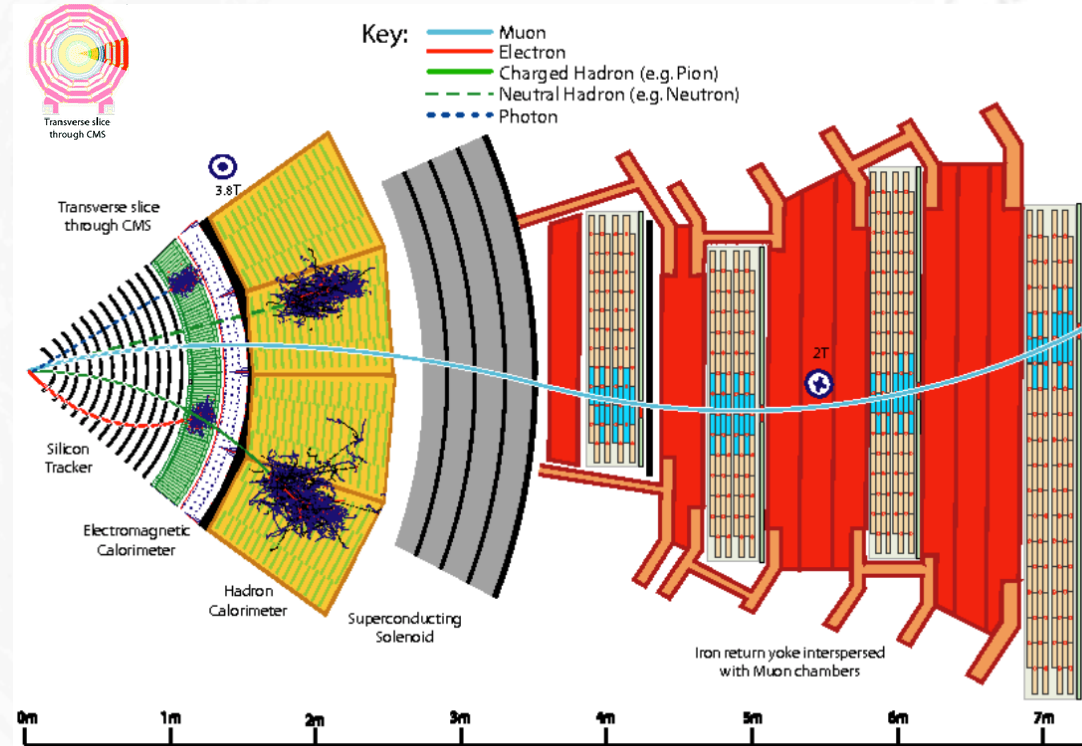 Transverse slice
through CMS
Key:
Muon
Electron
Charged Hadron (e.g. Pion)
Neutral Hadron (e.g. Neutron)
Photon
3.8T
Transverse slice
through CMS
2T
Silicon
Tracker
Electromagnetic
Calorimeter
Hadron
Calorimeter
Superconducting
Solenoid
Iron return yoke interspersed
with Muon chambers
0m 1m 2m 3m 4m 5m 6m 7m